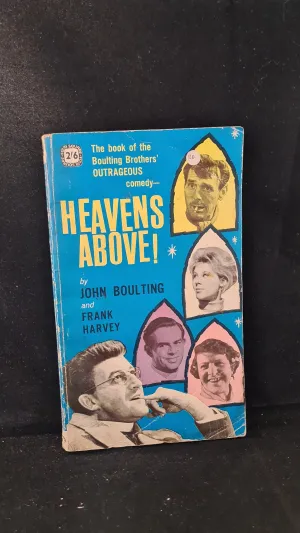 2/6
The book of the
Boulting Brothers'
OUTRAGEOUS
comedy—
HEAVENS
ABOVE!
by
JOHN BOULTING
and
FRANK
HARVEY